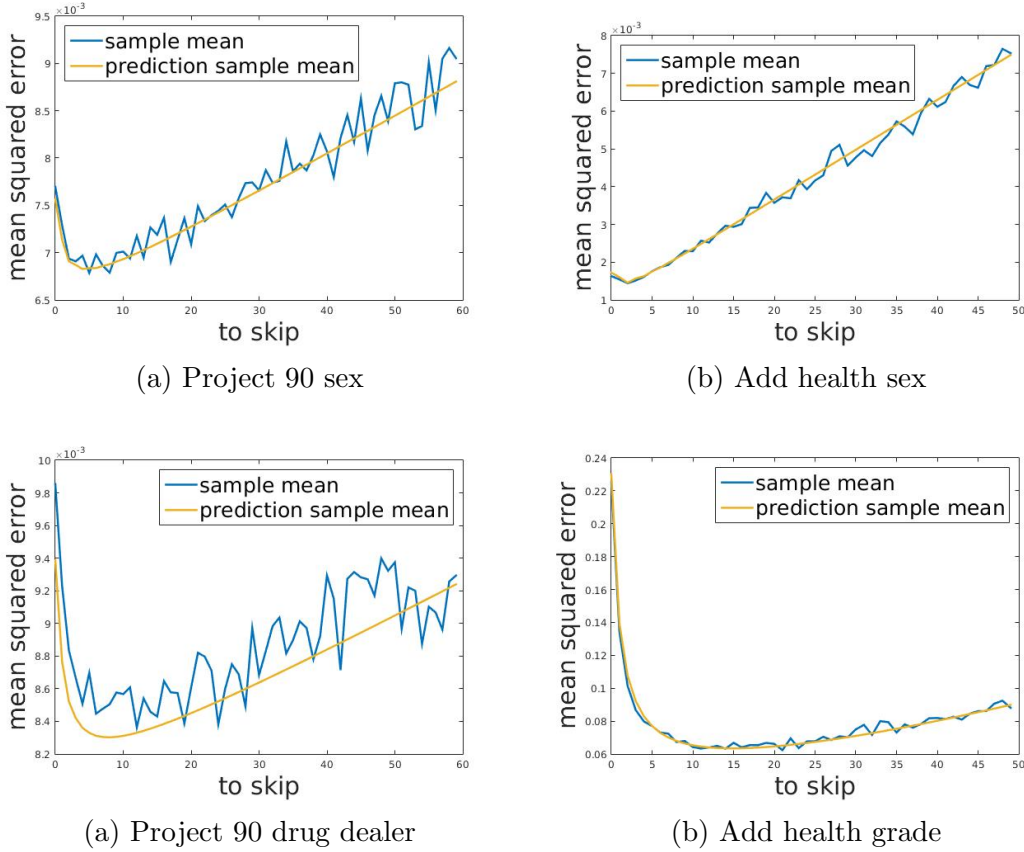 ×10⁻³
9.5
9
8.5
8
7.5
7
6.5
0 10 20 30 40 50 60
mean squared error
to skip
sample mean
prediction sample mean
(a) Project 90 sex
×10⁻³
8
7
6
5
4
3
2
1
0 5 10 15 20 25 30 35 40 45 50
mean squared error
to skip
sample mean
prediction sample mean
(b) Add health sex
×10⁻³
10
9.8
9.6
9.4
9.2
9
8.8
8.6
8.4
8.2
0 10 20 30 40 50 60
mean squared error
to skip
sample mean
prediction sample mean
(a) Project 90 drug dealer
0.24
0.22
0.2
0.18
0.16
0.14
0.12
0.1
0.08
0.06
0 5 10 15 20 25 30 35 40 45 50
mean squared error
to skip
sample mean
prediction sample mean
(b) Add health grade